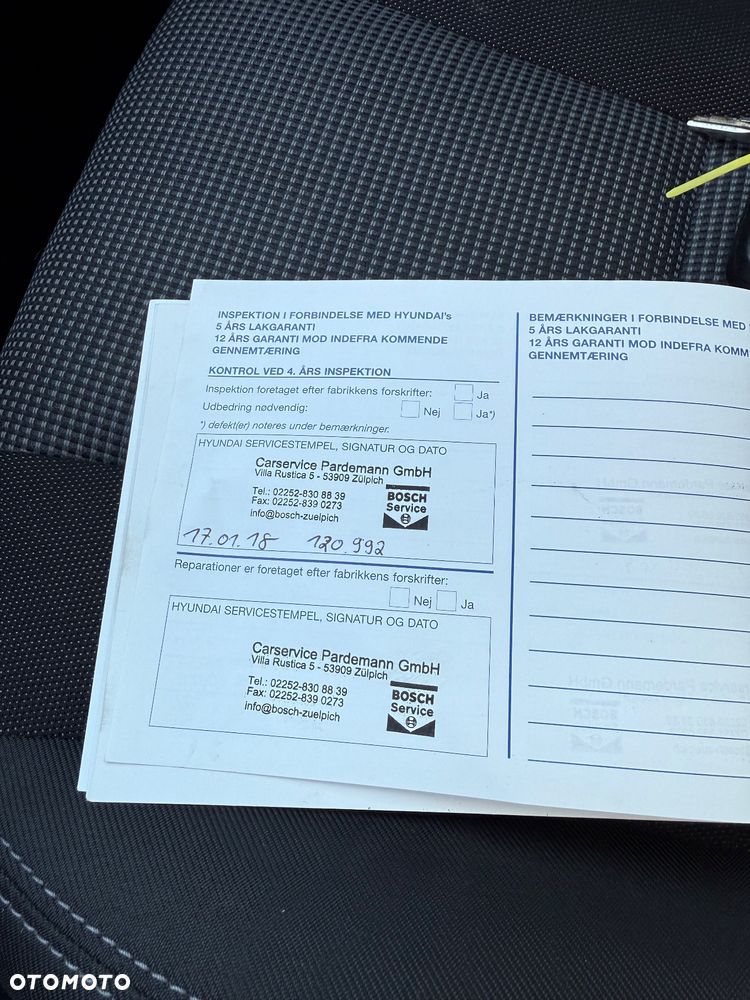 INSPEKTION I FORBINDELSE MED HYUNDAI's
5 ÅRS LAKGARANTI
12 ÅRS GARANTI MOD INDEFRA KOMMENDE
GENNEMTÆRING
KONTROL VED 4. ÅRS INSPEKTION
Inspektion foretaget efter fabrikkens forskrifter: Ja
Udbedring nødvendig: Nej Ja*)
*) defekt(er) noteres under bemærkninger.
HYUNDAI SERVICESTEMPEL, SIGNATUR OG DATO
Carservice Pardemann GmbH
Villa Rustica 5 - 53909 Zülpich
Tel.: 02252-830 88 39
Fax: 02252-839 0273
info@bosch-zuelpich
BOSCH
Service
17.01.18 120.992
Reparationer er foretaget efter fabrikkens forskrifter:
Nej Ja
HYUNDAI SERVICESTEMPEL, SIGNATUR OG DATO
Carservice Pardemann GmbH
Villa Rustica 5 - 53909 Zülpich
Tel.: 02252-830 88 39
Fax: 02252-839 0273
info@bosch-zuelpich
BOSCH
Service
BEMÆRKNINGER I FORBINDELSE MED
5 ÅRS LAKGARANTI
12 ÅRS GARANTI MOD INDEFRA KOMM
GENNEMTÆRING
OTOMOTO